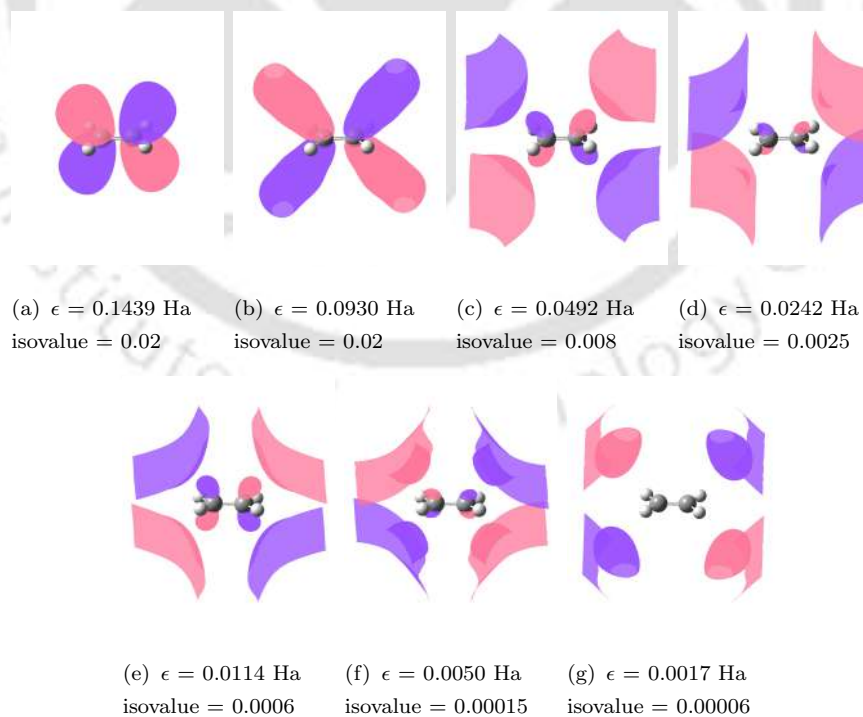 (a) ϵ = 0.1439 Ha
isovalue = 0.02
(b) ϵ = 0.0930 Ha
isovalue = 0.02
(c) ϵ = 0.0492 Ha
isovalue = 0.008
(d) ϵ = 0.0242 Ha
isovalue = 0.0025
(e) ϵ = 0.0114 Ha
isovalue = 0.0006
(f) ϵ = 0.0050 Ha
isovalue = 0.00015
(g) ϵ = 0.0017 Ha
isovalue = 0.00006